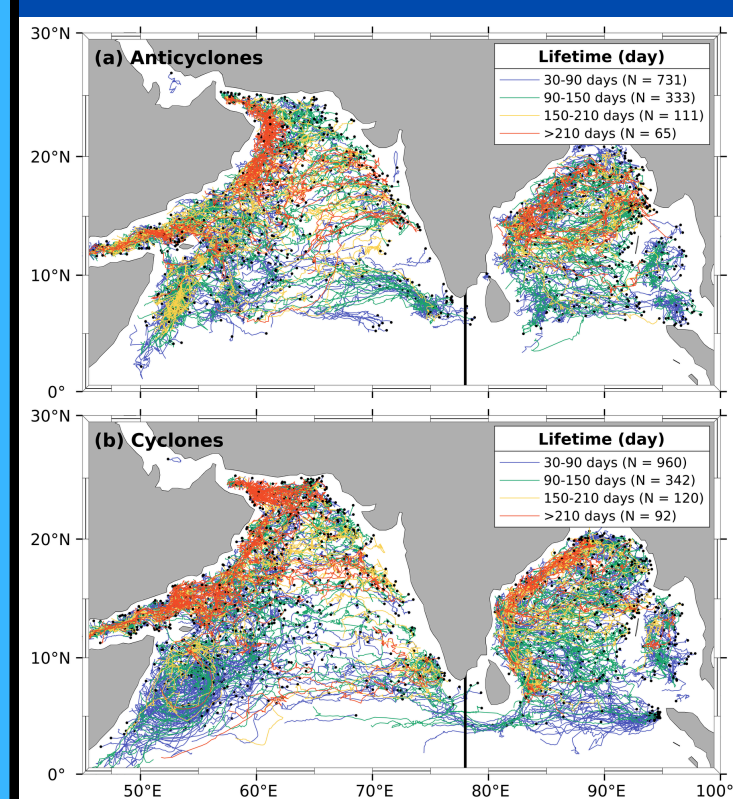 30°N
(a) Anticyclones
Lifetime (day)
30-90 days (N = 731)
90-150 days (N = 333)
150-210 days (N = 111)
>210 days (N = 65)
20°N
10°N
0°
30°N
(b) Cyclones
Lifetime (day)
30-90 days (N = 960)
90-150 days (N = 342)
150-210 days (N = 120)
>210 days (N = 92)
20°N
10°N
0°
50°E 60°E 70°E 80°E 90°E 100°